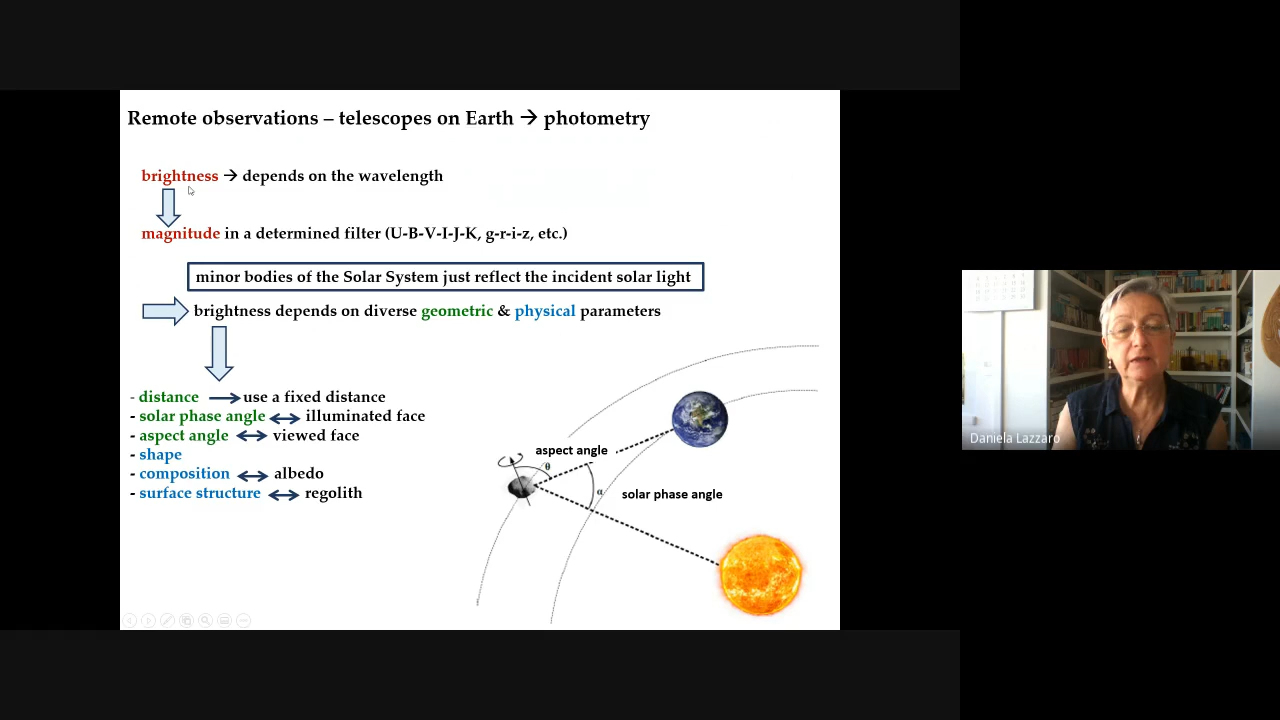 Remote observations – telescopes on Earth → photometry
brightness → depends on the wavelength
magnitude in a determined filter (U-B-V-I-J-K, g-r-i-z, etc.)
minor bodies of the Solar System just reflect the incident solar light
brightness depends on diverse geometric & physical parameters
- distance → use a fixed distance
- solar phase angle ↔ illuminated face
- aspect angle ↔ viewed face
- shape
- composition ↔ albedo
- surface structure ↔ regolith
aspect angle
θ
α
solar phase angle
Daniela Lazzaro